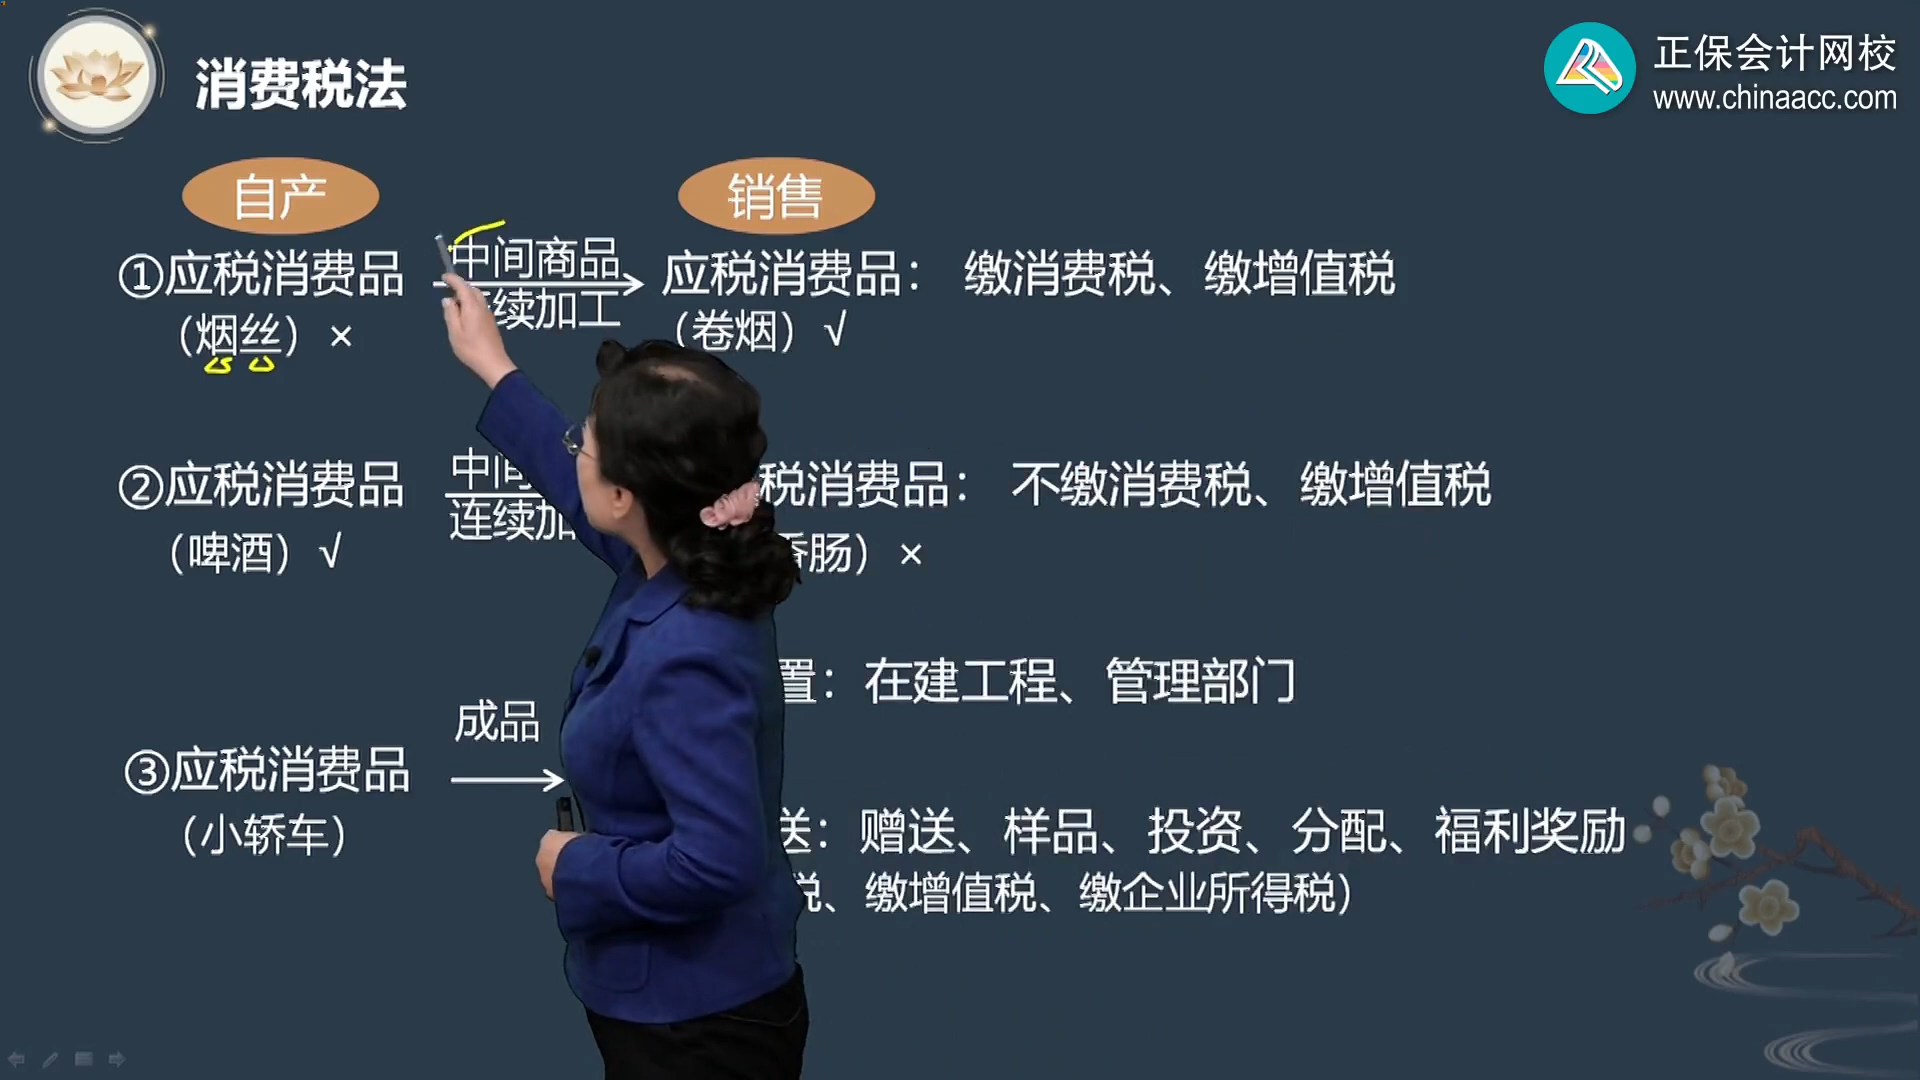 消费税法
正保会计网校
www.chinaacc.com
自产
销售
①应税消费品
中间商品
续加工
应税消费品： 缴消费税、缴增值税
（烟丝）×
（卷烟）√
②应税消费品
中间
连续加
税消费品： 不缴消费税、缴增值税
（啤酒）√
香肠）×
置：在建工程、管理部门
成品
③应税消费品
（小轿车）
送：赠送、样品、投资、分配、福利奖励
税、缴增值税、缴企业所得税）